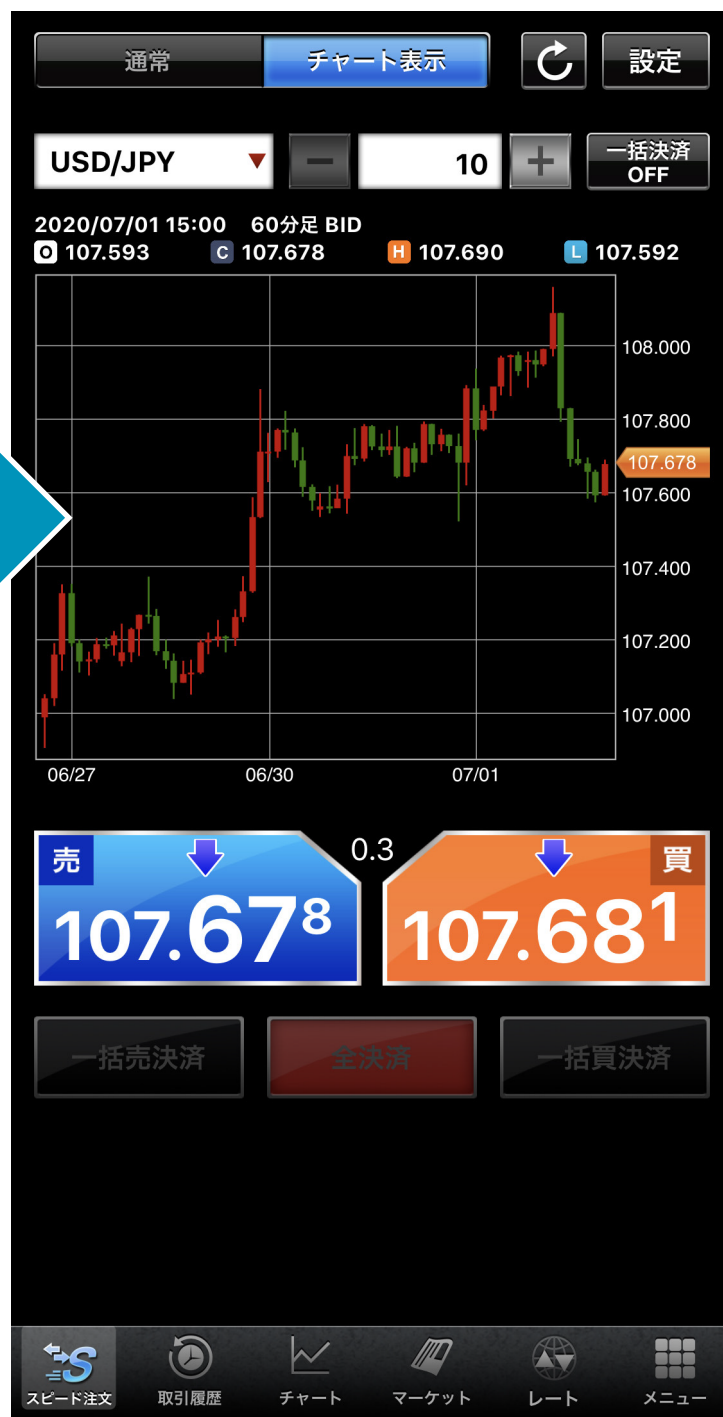 通常 チャート表示 設定
USD/JPY 10 一括決済
OFF
2020/07/01 15:00 60分足 BID
O 107.593 C 107.678 H 107.690 L 107.592
108.000
107.800
107.678
107.600
107.400
107.200
107.000
06/27 06/30 07/01
売 0.3 買
107.678 107.681
一括売決済 全決済 一括買決済
スピード注文 取引履歴 チャート マーケット レート メニュー